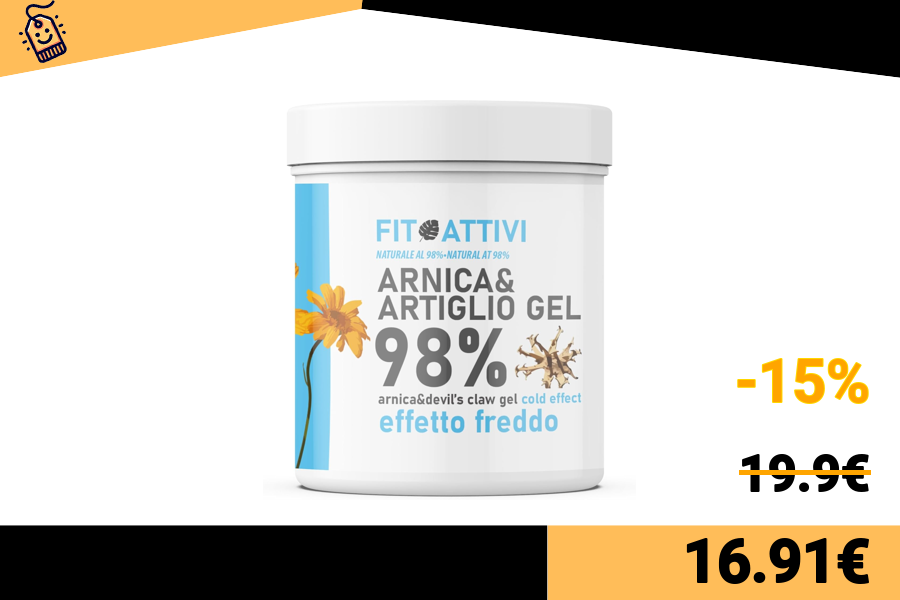 FIT ATTIVI
NATURALE AL 98%•NATURAL AT 98%
ARNICA&
ARTIGLIO GEL
98%
arnica&devil's claw gel cold effect
effetto freddo
-15%
19.9€
16.91€